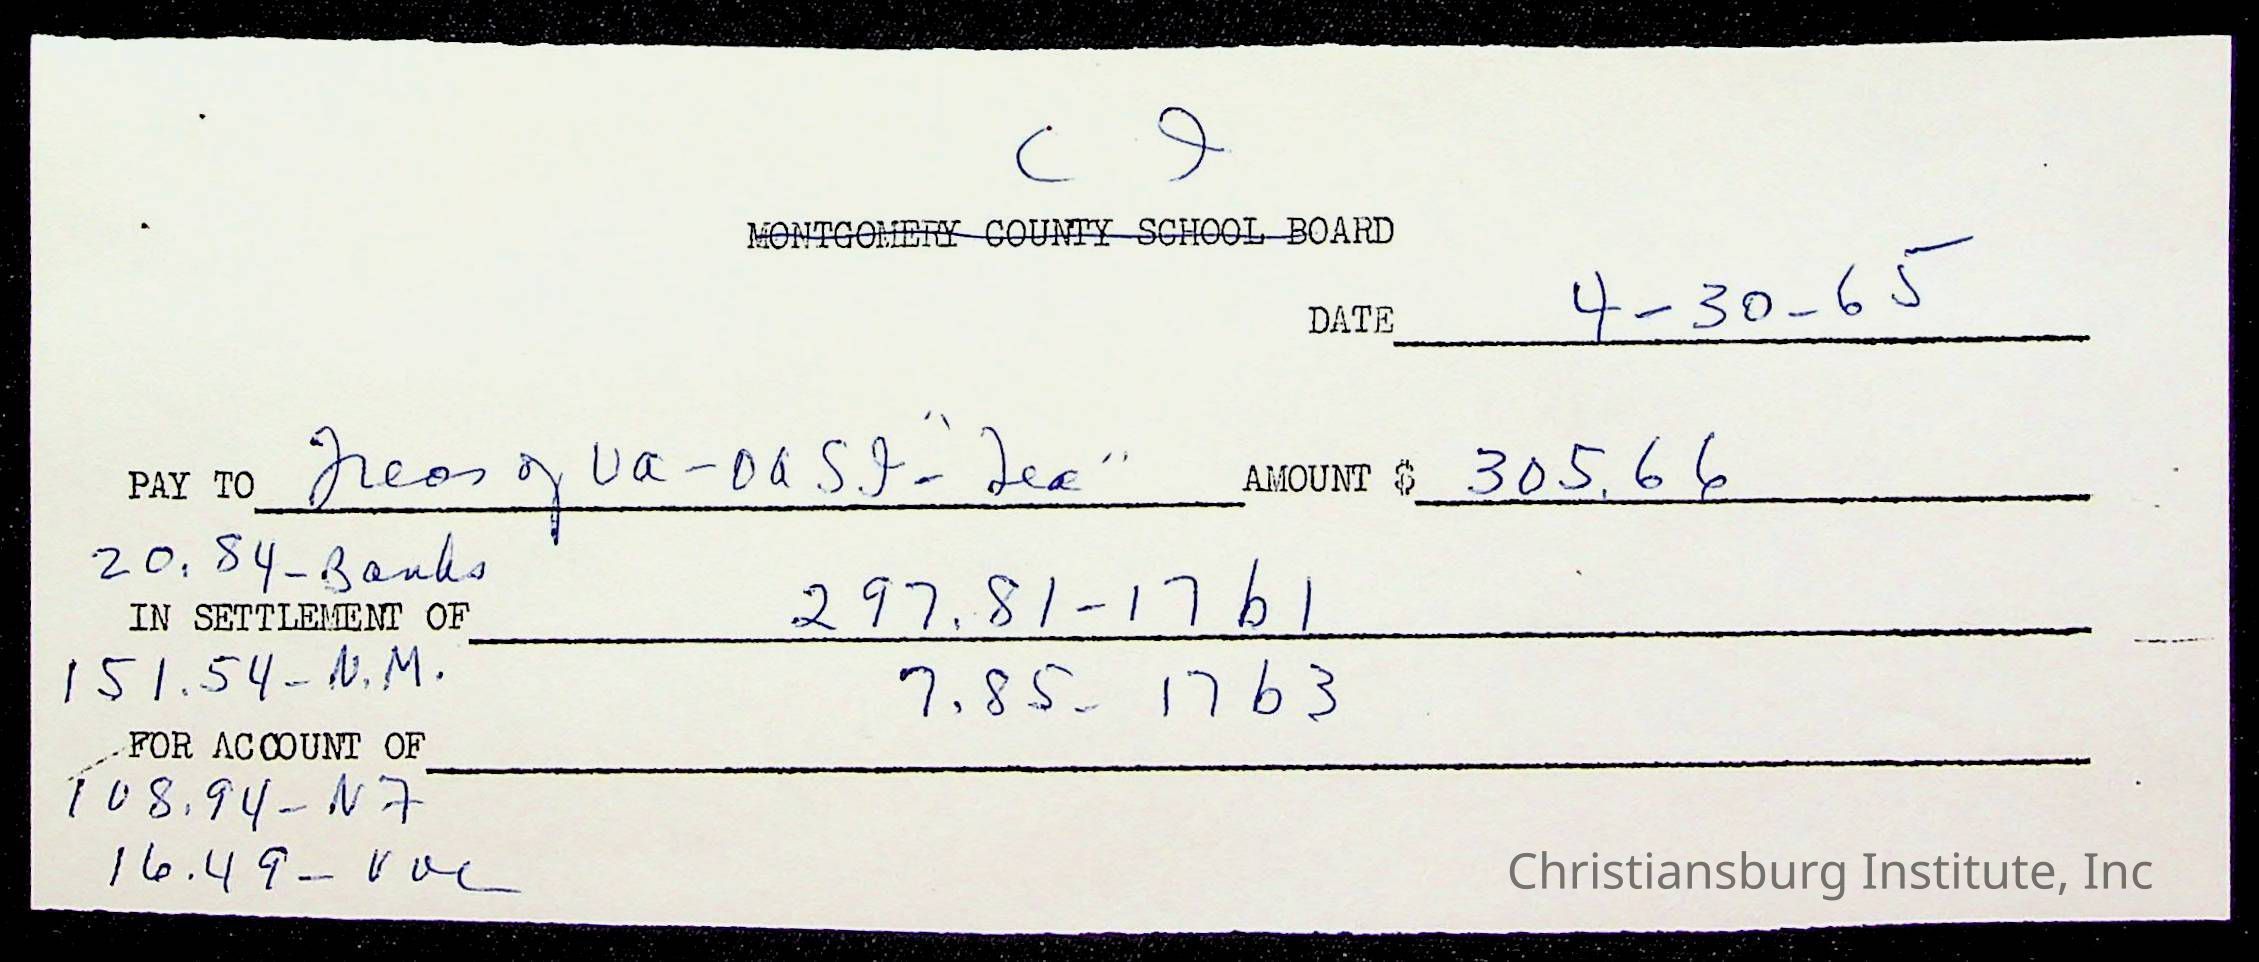 C I
MONTGOMERY COUNTY SCHOOL BOARD
DATE 4-30-65
PAY TO Treas of Va-OASI-"Tea" AMOUNT $ 305.66
20.84-Banks
IN SETTLEMENT OF 297.81-1761
151.54-N.M. 7.85-1763
FOR ACCOUNT OF
108.94-NF
16.49-Voc
Christiansburg Institute, Inc